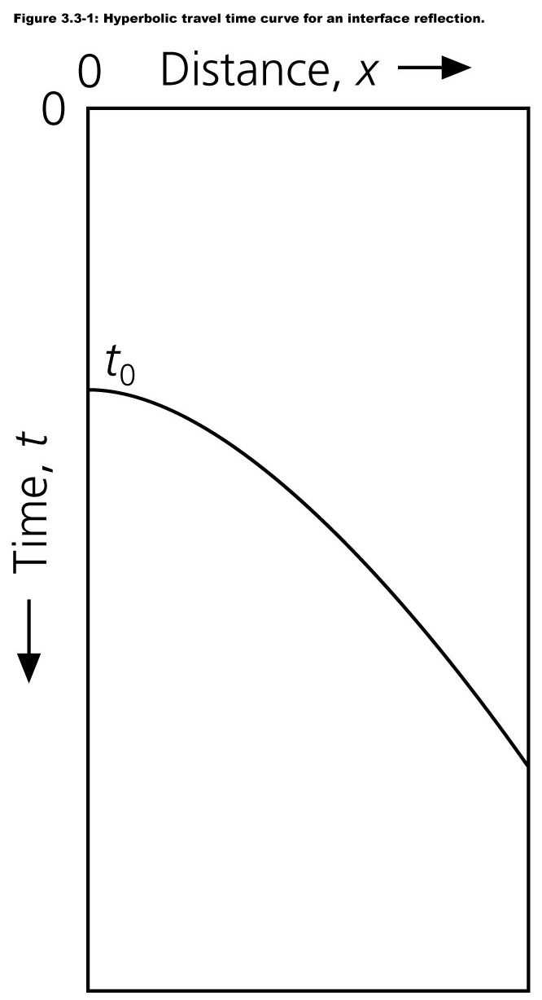 Figure 3.3-1: Hyperbolic travel time curve for an interface reflection.
0 Distance, x
0
t₀
Time, t